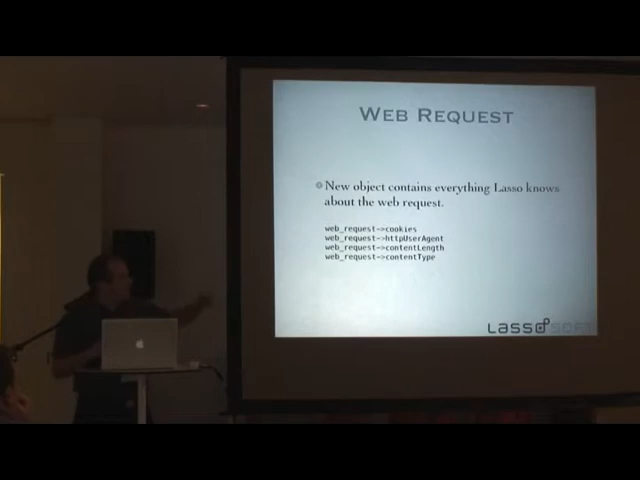 WEB REQUEST
New object contains everything Lasso knows
about the web request.
web_request->cookies
web_request->httpUserAgent
web_request->contentLength
web_request->contentType
LASSOSOFT